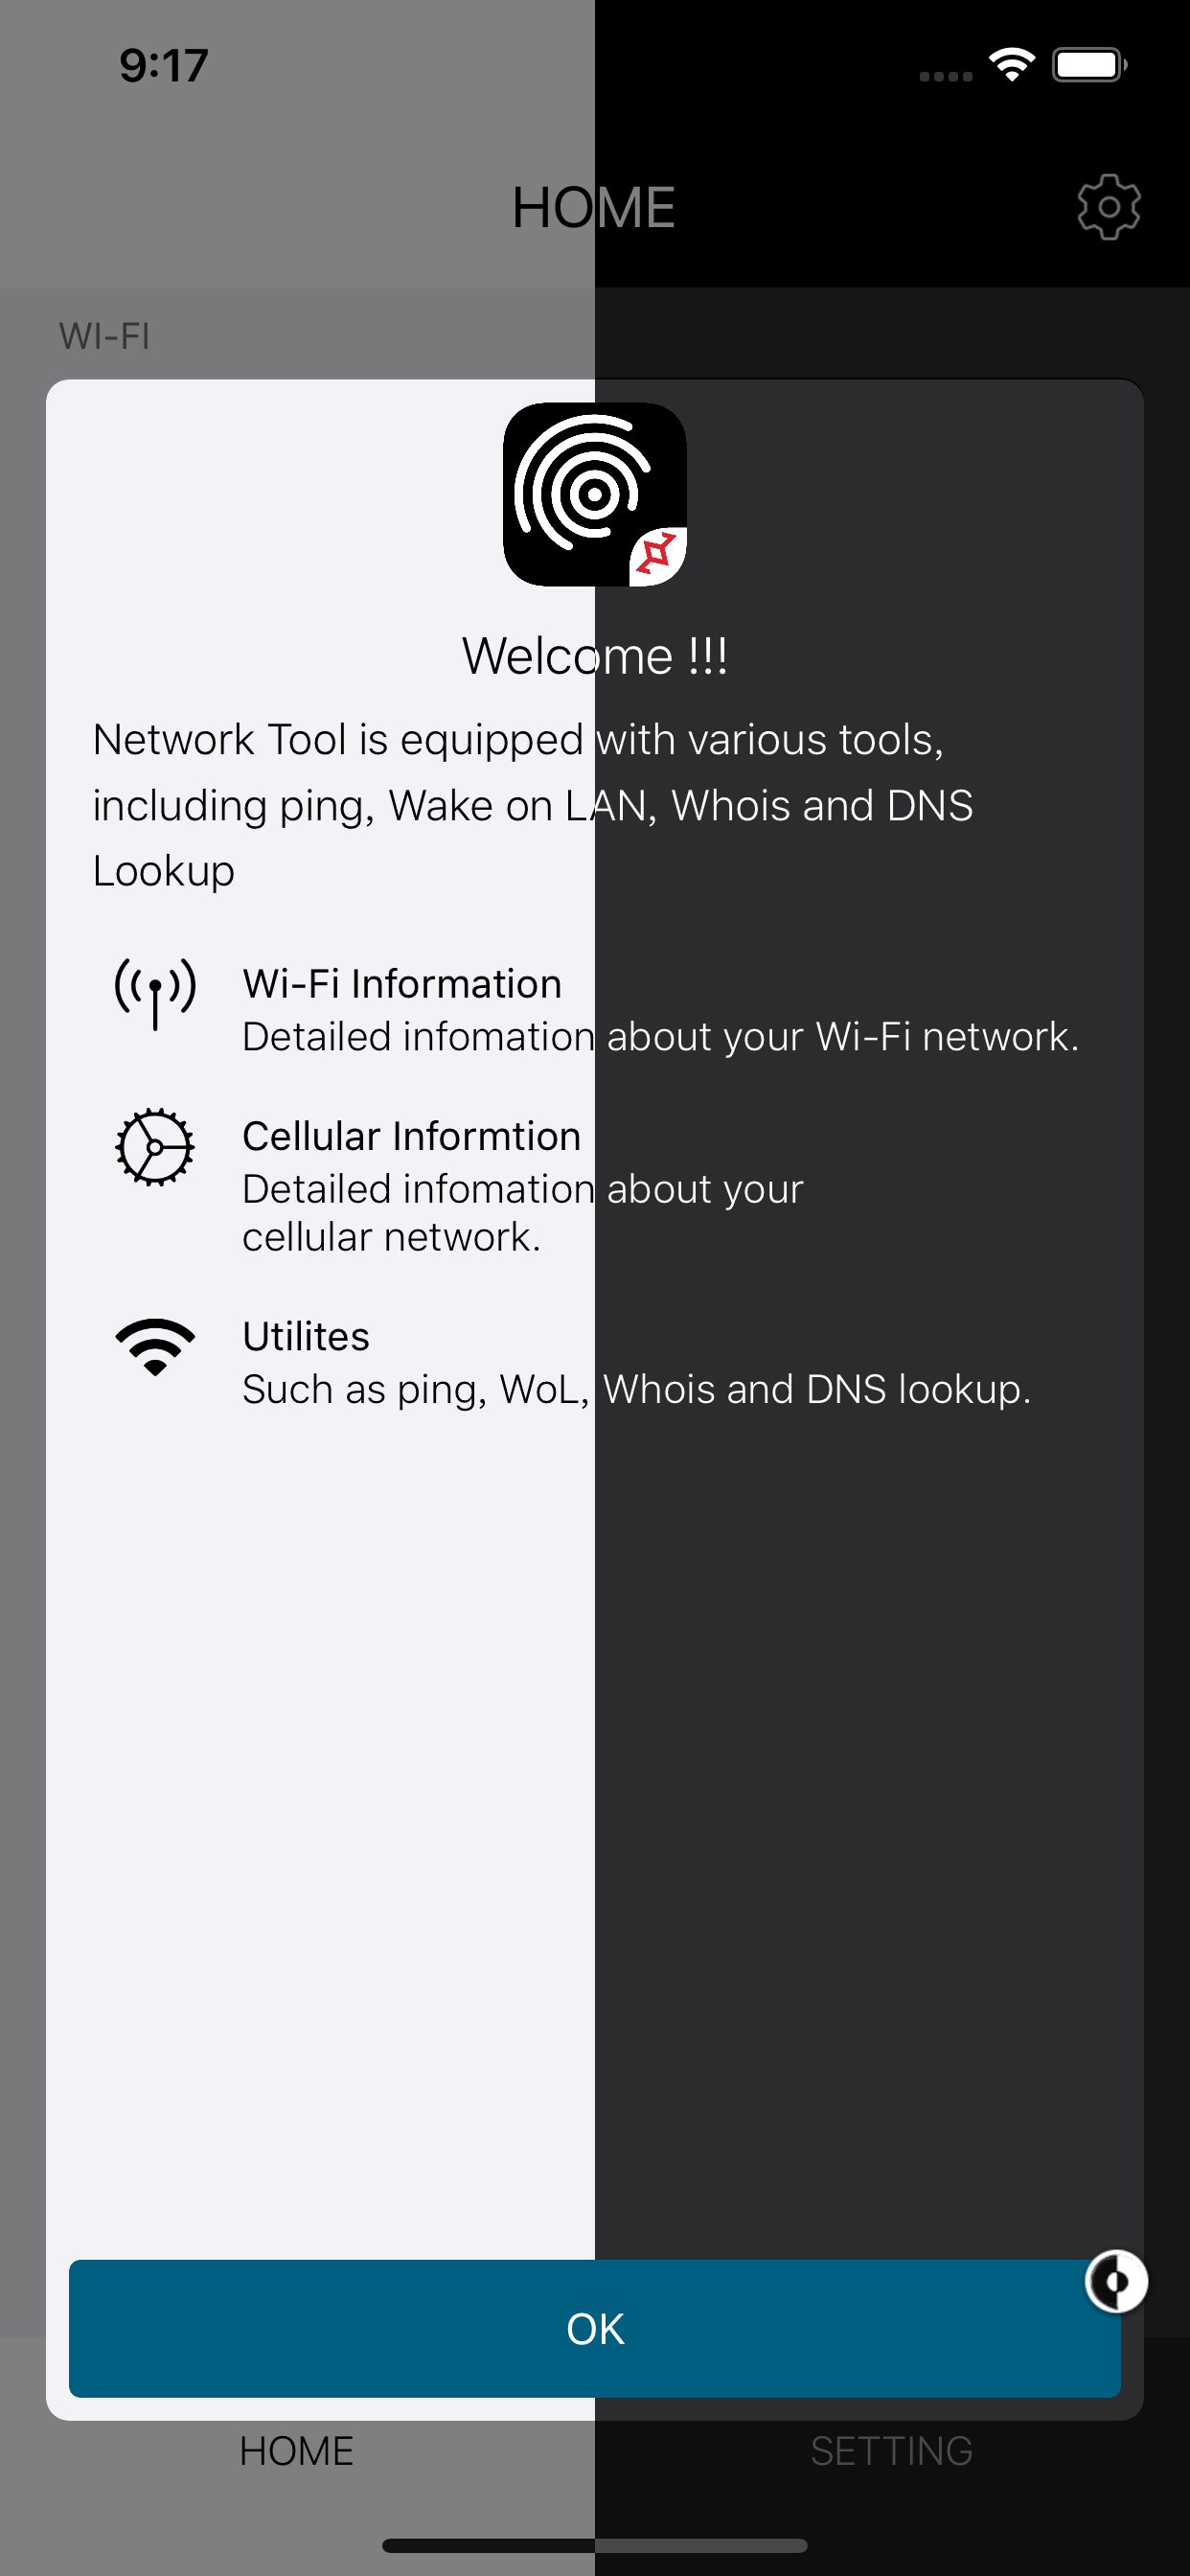 9:17
HOME
WI-FI
Welcome !!!
Network Tool is equipped with various tools,
including ping, Wake on LAN, Whois and DNS
Lookup
Wi-Fi Information
Detailed infomation about your Wi-Fi network.
Cellular Informtion
Detailed infomation about your
cellular network.
Utilites
Such as ping, WoL, Whois and DNS lookup.
OK
HOME
SETTING